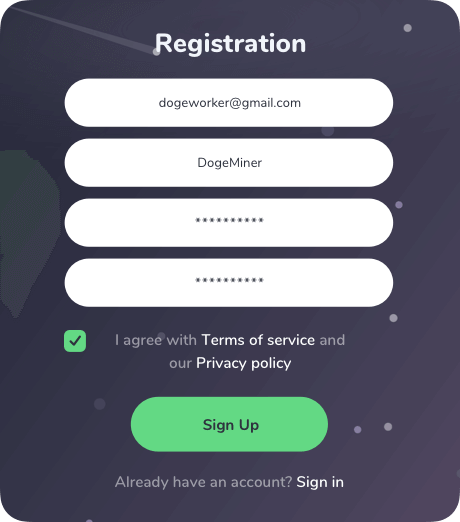 Registration
dogeworker@gmail.com
DogeMiner
**********
**********
I agree with Terms of service and
our Privacy policy
Sign Up
Already have an account? Sign in